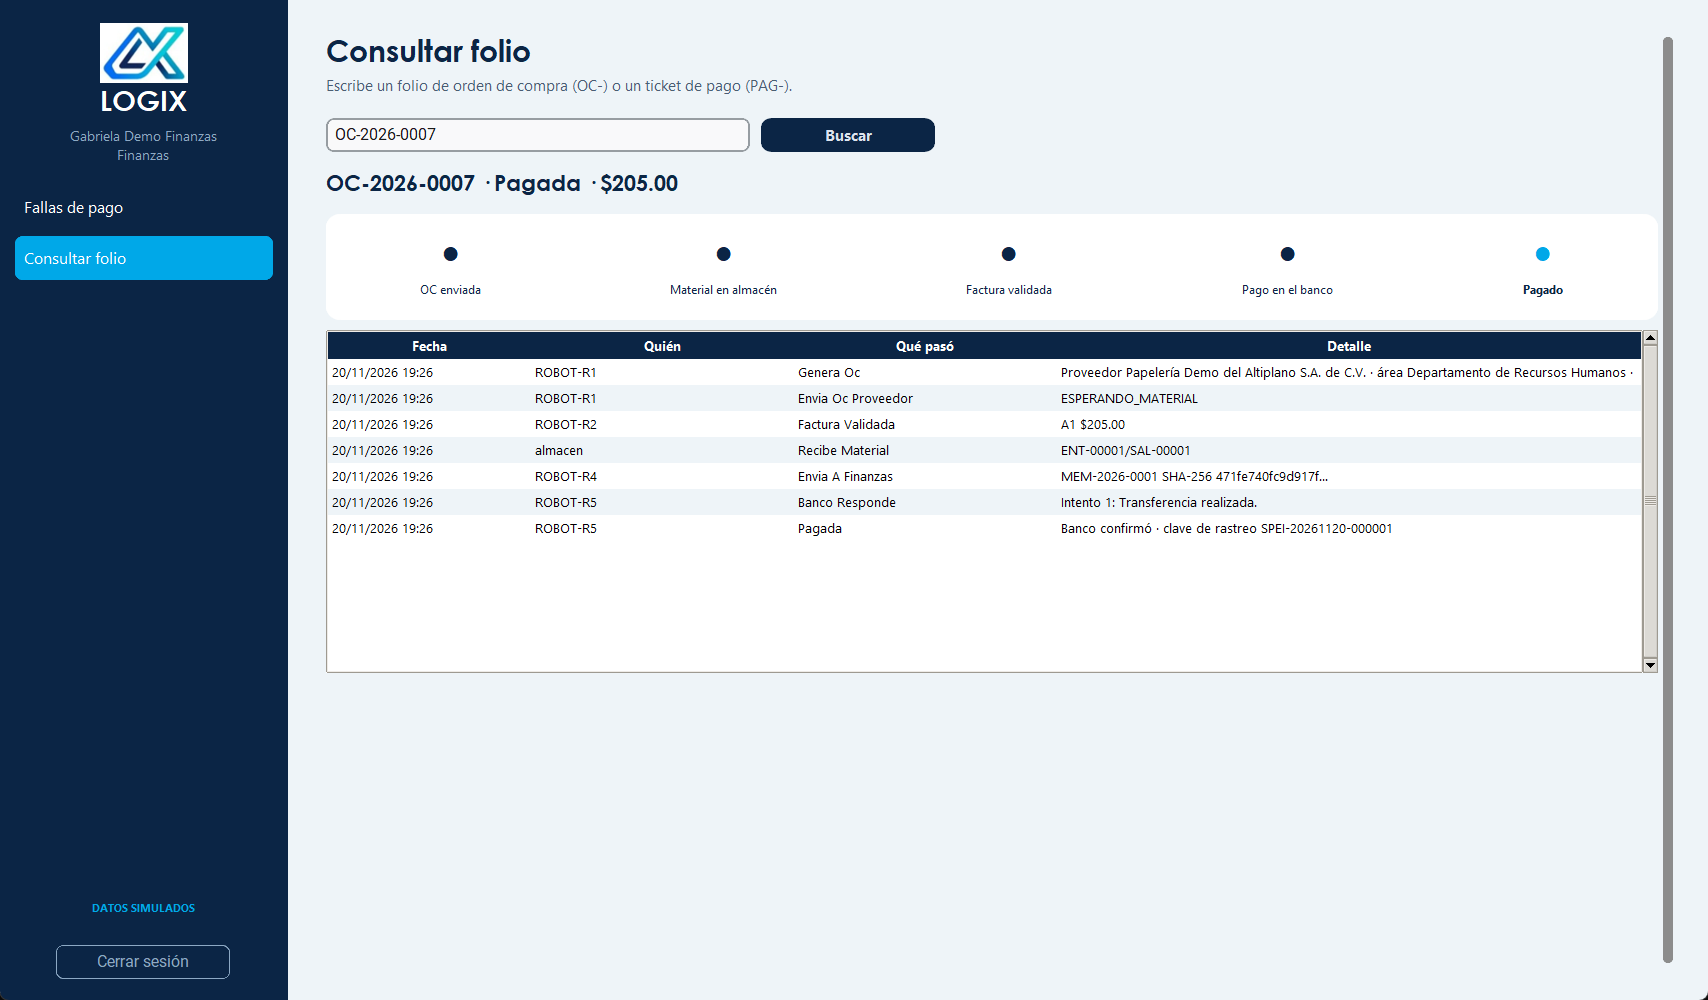 LOGIX
Gabriela Demo Finanzas
Finanzas
Fallas de pago
Consultar folio
DATOS SIMULADOS
Cerrar sesión
Consultar folio
Escribe un folio de orden de compra (OC-) o un ticket de pago (PAG-).
OC-2026-0007 Buscar
OC-2026-0007 · Pagada · $205.00
OC enviada Material en almacén Factura validada Pago en el banco Pagado
Fecha Quién Qué pasó Detalle
20/11/2026 19:26 ROBOT-R1 Genera Oc Proveedor Papelería Demo del Altiplano S.A. de C.V. · área Departamento de Recursos Humanos ·
20/11/2026 19:26 ROBOT-R1 Envia Oc Proveedor ESPERANDO_MATERIAL
20/11/2026 19:26 ROBOT-R2 Factura Validada A1 $205.00
20/11/2026 19:26 almacen Recibe Material ENT-00001/SAL-00001
20/11/2026 19:26 ROBOT-R4 Envia A Finanzas MEM-2026-0001 SHA-256 471fe740fc9d917f...
20/11/2026 19:26 ROBOT-R5 Banco Responde Intento 1: Transferencia realizada.
20/11/2026 19:26 ROBOT-R5 Pagada Banco confirmó · clave de rastreo SPEI-20261120-000001